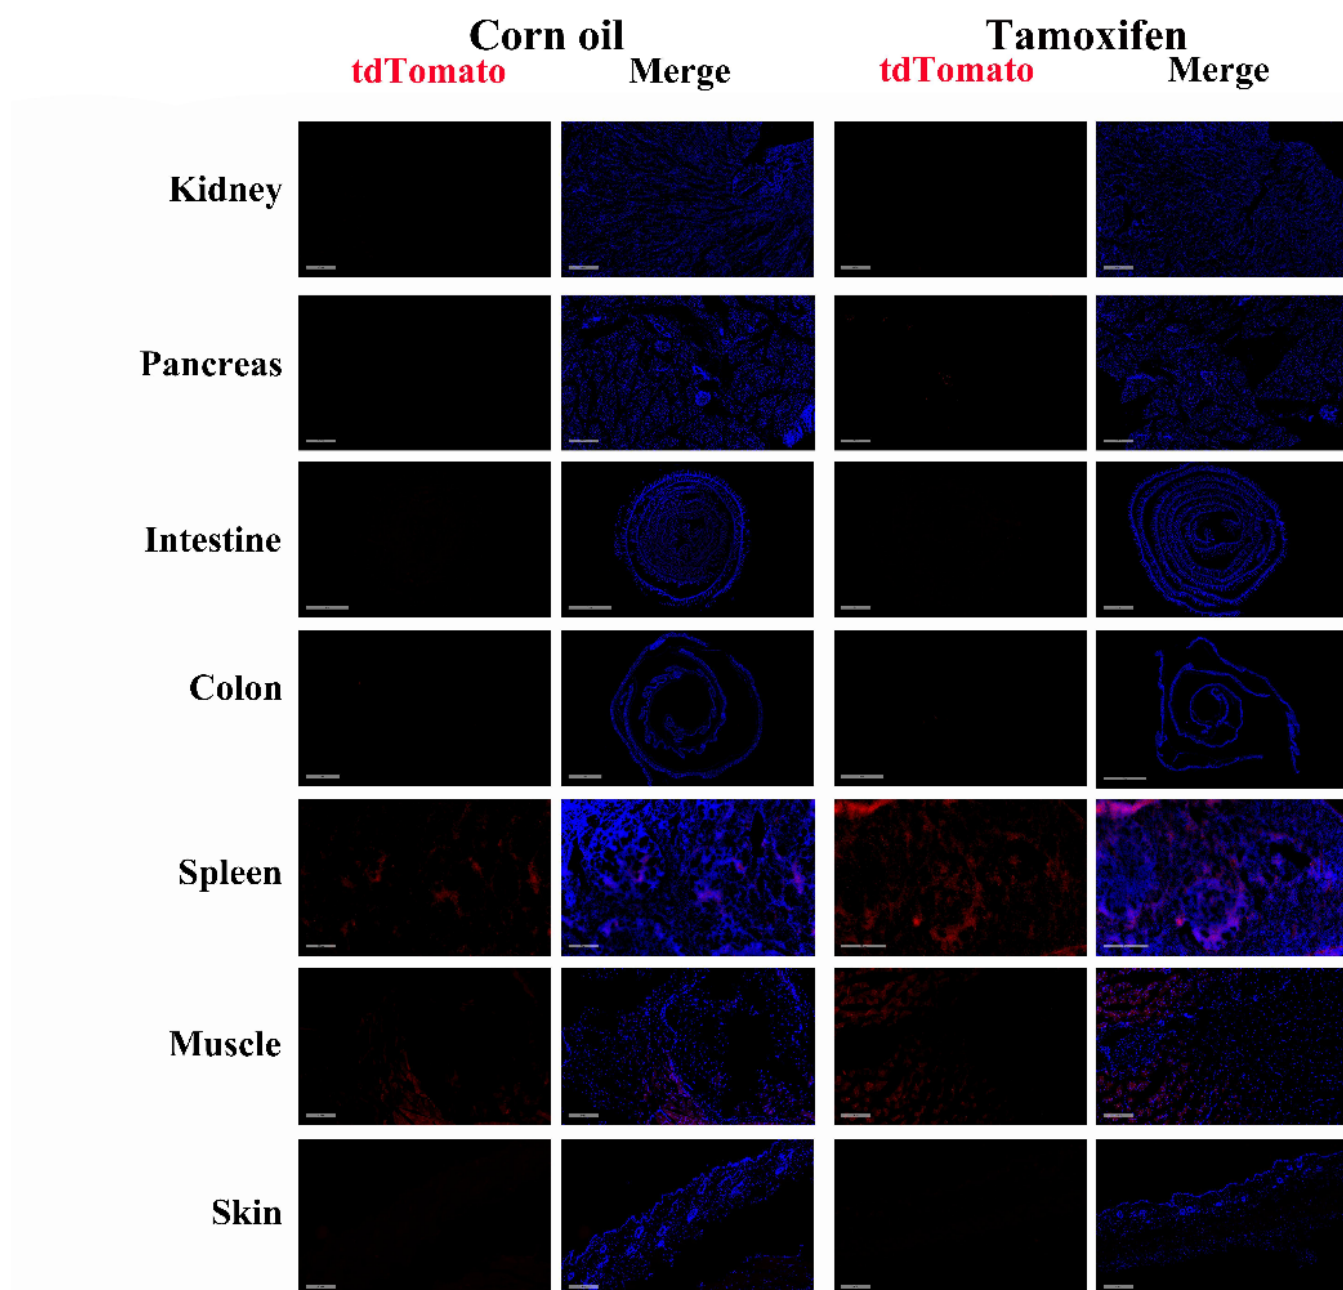 Corn oil Tamoxifen
tdTomato Merge tdTomato Merge
Kidney
Pancreas
Intestine
Colon
Spleen
Muscle
Skin